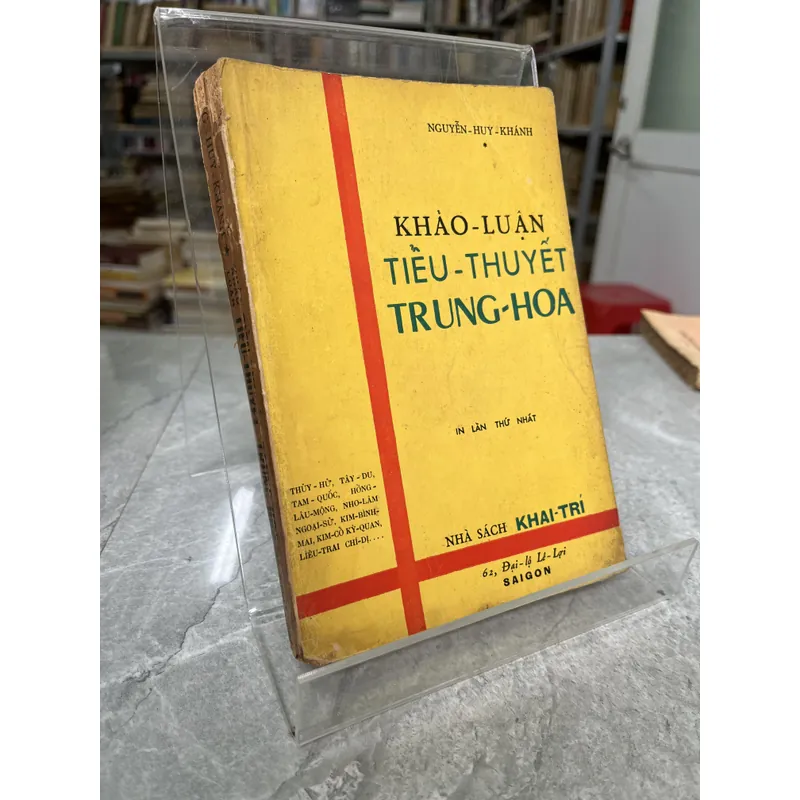 NGUYỄN-HUY-KHÁNH
KHẢO-LUẬN
TIỂU-THUYẾT
TRUNG-HOA
IN LẦN THỨ NHẤT
THỦY-HỬ, TÂY-DU,
TAM-QUỐC, HỒNG-
LÂU-MỘNG, NHO-LÂM
NGOẠI-SỬ, KIM-BÌNH-
MAI, KIM-CỔ KỲ-QUAN,
LIÊU-TRAI CHÍ-DỊ....
NHÀ SÁCH KHAI-TRÍ
62, Đại-lộ Lê-Lợi
SAIGON